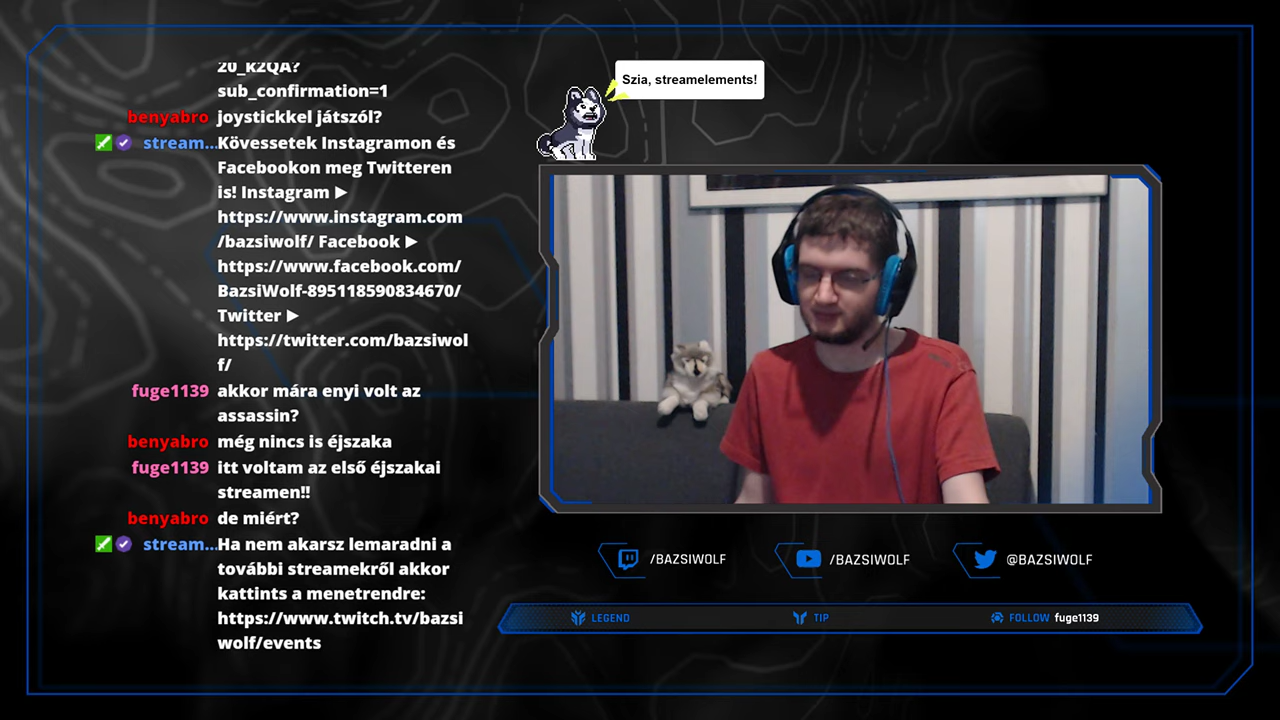 20_K2QA?
sub_confirmation=1
benyabro joystickkel játszól?
stream...Kövessetek Instagramon és
Facebookon meg Twitteren
is! Instagram ▶
https://www.instagram.com
/bazsiwolf/ Facebook ▶
https://www.facebook.com/
BazsiWolf-895118590834670/
Twitter ▶
https://twitter.com/bazsiwol
f/
fuge1139 akkor mára enyi volt az
assassin?
benyabro még nincs is éjszaka
fuge1139 itt voltam az első éjszakai
streamen!!
benyabro de miért?
stream...Ha nem akarsz lemaradni a
további streamekről akkor
kattints a menetrendre:
https://www.twitch.tv/bazsi
wolf/events
Szia, streamelements!
/BAZSIWOLF
/BAZSIWOLF
@BAZSIWOLF
LEGEND
TIP
FOLLOW fuge1139